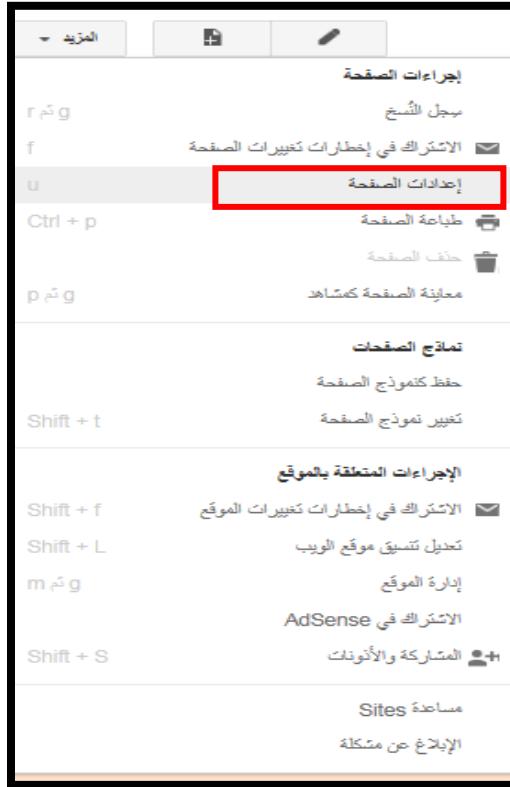 المزيد
إجراءات الصفحة
سجل النُسخ g ثم r
الاشتراك في إخطارات تغييرات الصفحة f
إعدادات الصفحة u
طباعة الصفحة Ctrl + p
حذف الصفحة
معاينة الصفحة كمشاهد g ثم p
نماذج الصفحات
حفظ كنموذج الصفحة
تغيير نموذج الصفحة Shift + t
الإجراءات المتعلقة بالموقع
الاشتراك في إخطارات تغييرات الموقع Shift + f
تعديل تنسيق موقع الويب Shift + L
إدارة الموقع g ثم m
الاشتراك في AdSense
المشاركة والأذونات Shift + S
مساعدة Sites
الإبلاغ عن مشكلة